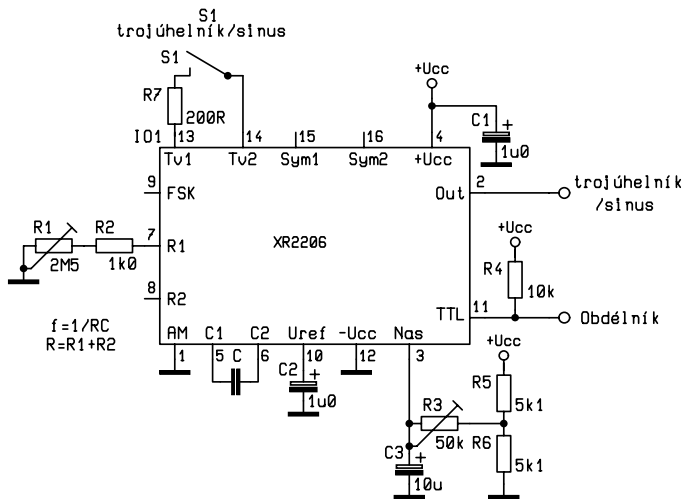 S1
trojúhelník/sinus
S1
+Ucc
R7
200R
C1
+
1u0
IO1
13
14
15
16
4
Tv1
Tv2
Sym1
Sym2
+Ucc
9
FSK
Out
2
trojúhelník
/sinus
R1
R2
7
R1
XR2206
+Ucc
2M5
1k0
R4
10k
8
R2
TTL
11
Obdélník
f=1/RC
R=R1+R2
AM
C1
C2
Uref
-Ucc
Nas
1
5
C
6
10
12
3
+Ucc
C2
+
1u0
R3
50k
R5
5k1
R6
5k1
C3
+
10u